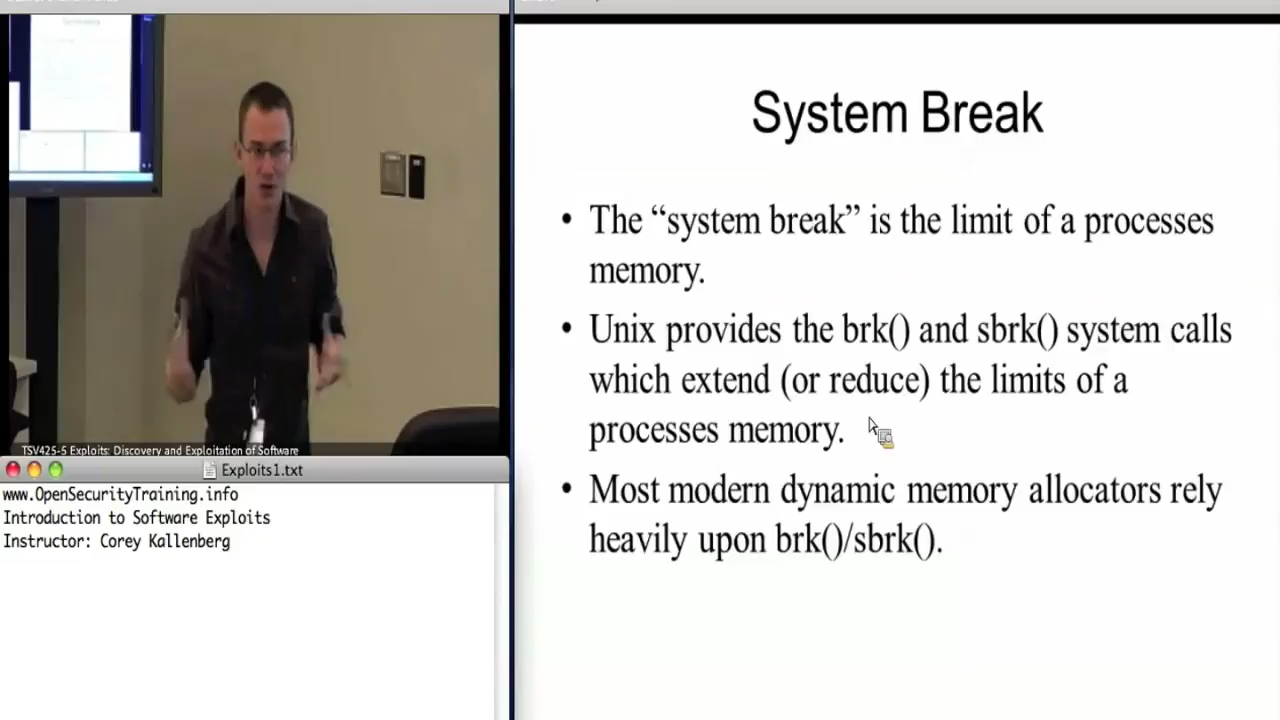 System Break
• The “system break” is the limit of a processes
memory.
• Unix provides the brk() and sbrk() system calls
which extend (or reduce) the limits of a
processes memory.
• Most modern dynamic memory allocators rely
heavily upon brk()/sbrk().
TSV425-5 Exploits: Discovery and Exploitation of Software
Exploits1.txt
www.OpenSecurityTraining.info
Introduction to Software Exploits
Instructor: Corey Kallenberg